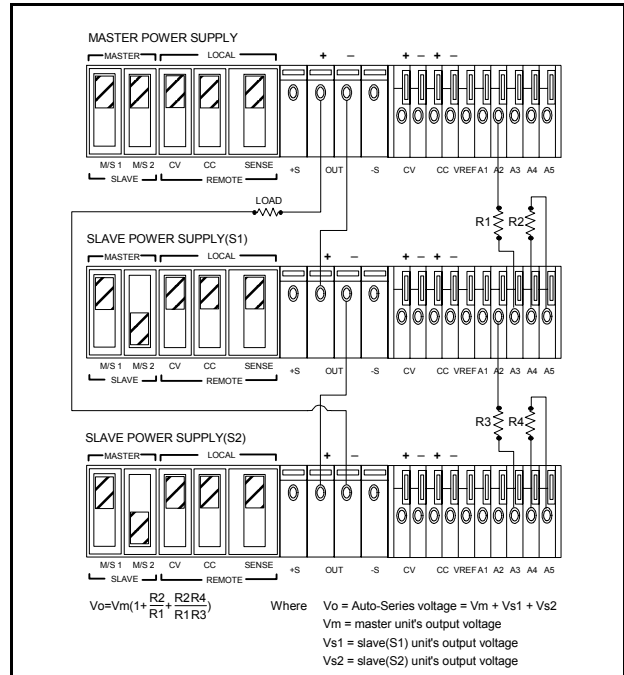 MASTER POWER SUPPLY
MASTER LOCAL + − + − + −
M/S 1 M/S 2 CV CC SENSE +S OUT -S CV CC VREF A1 A2 A3 A4 A5
SLAVE REMOTE
LOAD R1 R2
SLAVE POWER SUPPLY(S1)
MASTER LOCAL + − + − + −
M/S 1 M/S 2 CV CC SENSE +S OUT -S CV CC VREF A1 A2 A3 A4 A5
SLAVE REMOTE
R3 R4
SLAVE POWER SUPPLY(S2)
MASTER LOCAL + − + − + −
M/S 1 M/S 2 CV CC SENSE +S OUT -S CV CC VREF A1 A2 A3 A4 A5
SLAVE REMOTE
Vo=Vm(1+R2/R1+R2R4/R1R3) Where Vo = Auto-Series voltage = Vm + Vs1 + Vs2
Vm = master unit's output voltage
Vs1 = slave(S1) unit's output voltage
Vs2 = slave(S2) unit's output voltage